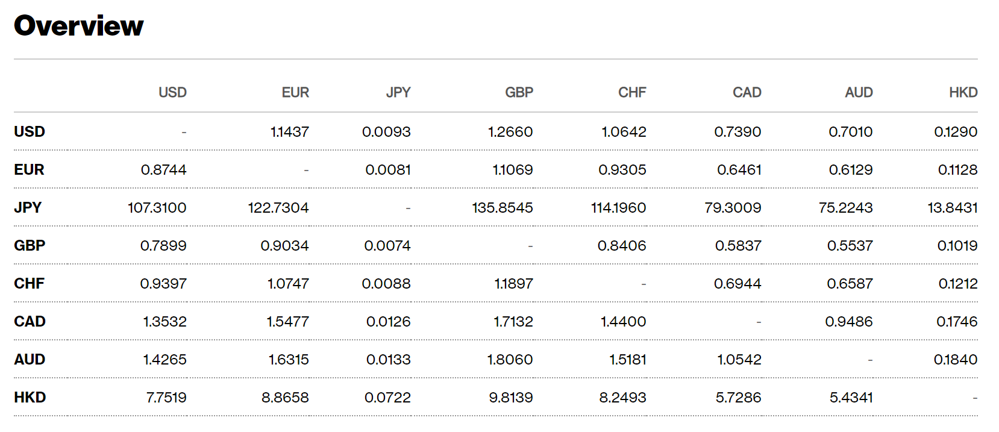 Overview
USD EUR JPY GBP CHF CAD AUD HKD
USD - 1.1437 0.0093 1.2660 1.0642 0.7390 0.7010 0.1290
EUR 0.8744 - 0.0081 1.1069 0.9305 0.6461 0.6129 0.1128
JPY 107.3100 122.7304 - 135.8545 114.1960 79.3009 75.2243 13.8431
GBP 0.7899 0.9034 0.0074 - 0.8406 0.5837 0.5537 0.1019
CHF 0.9397 1.0747 0.0088 1.1897 - 0.6944 0.6587 0.1212
CAD 1.3532 1.5477 0.0126 1.7132 1.4400 - 0.9486 0.1746
AUD 1.4265 1.6315 0.0133 1.8060 1.5181 1.0542 - 0.1840
HKD 7.7519 8.8658 0.0722 9.8139 8.2493 5.7286 5.4341 -